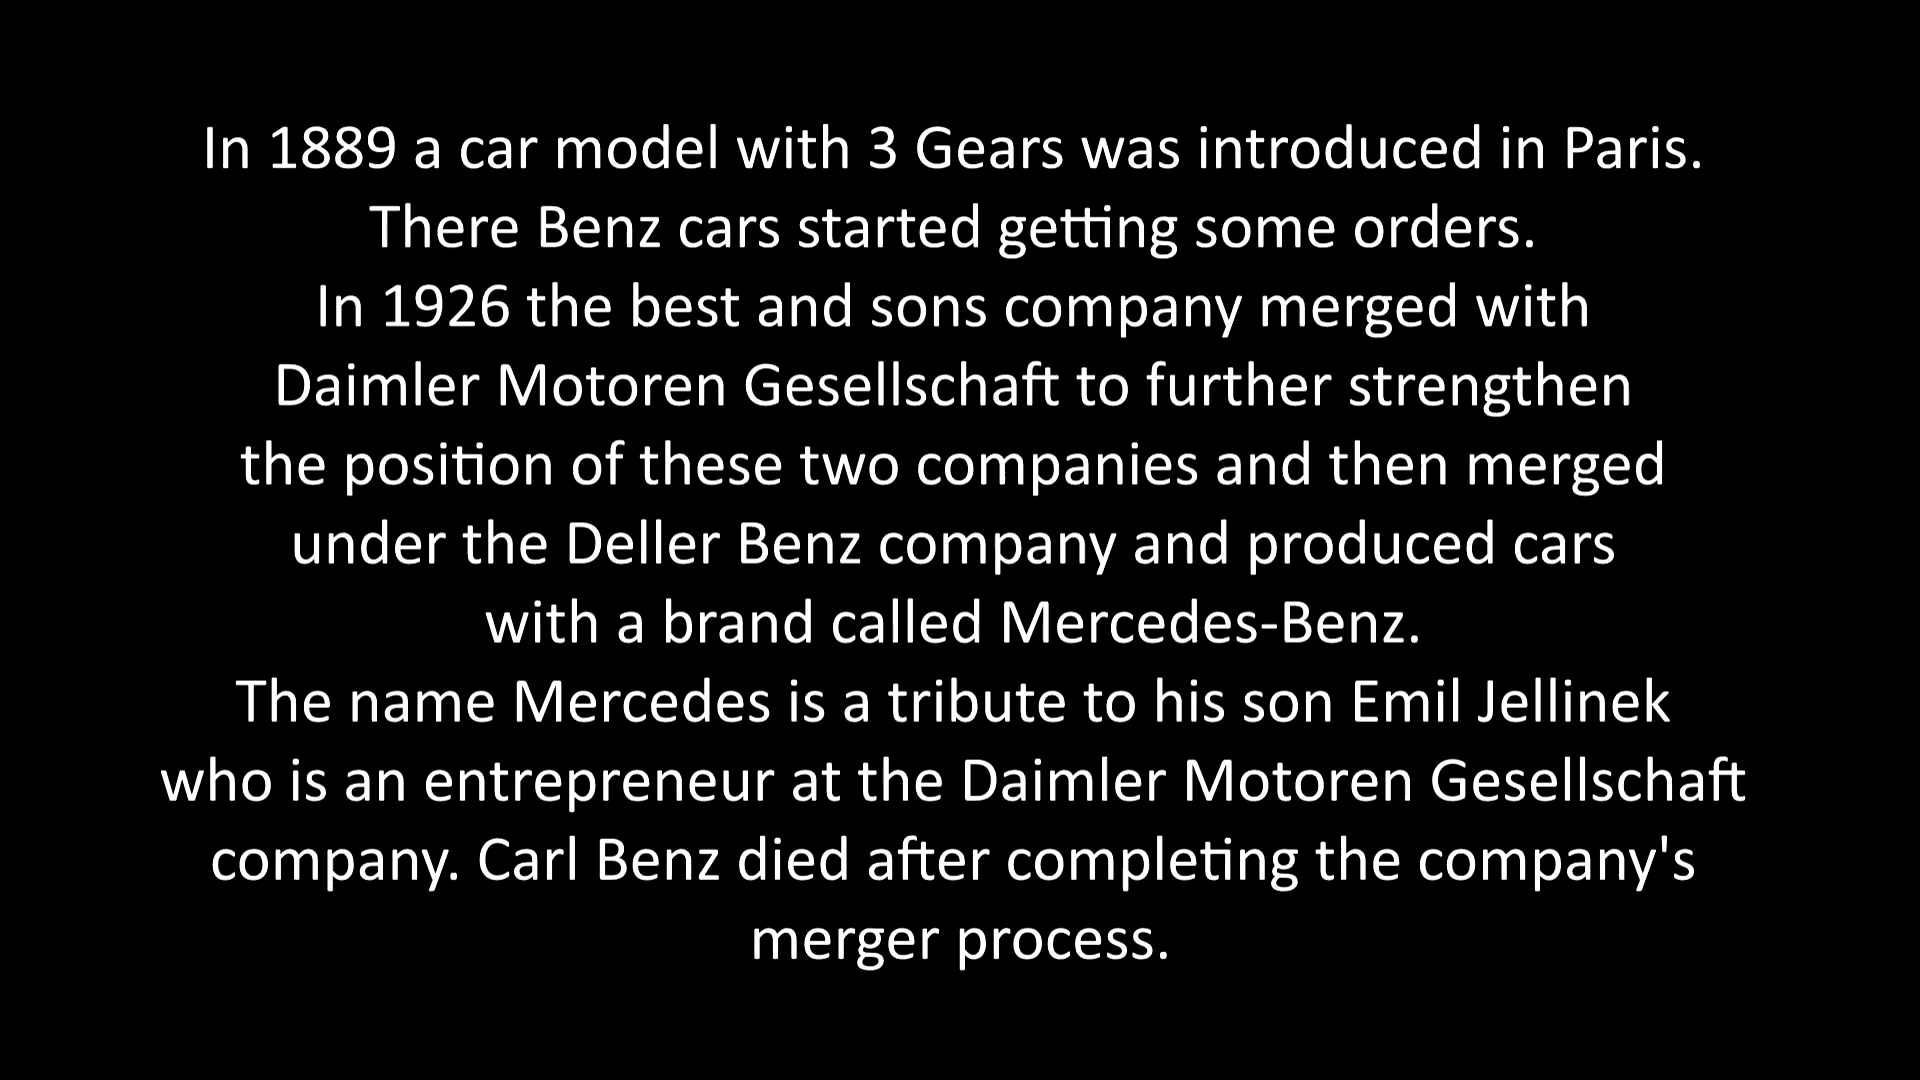 In 1889 a car model with 3 Gears was introduced in Paris.
There Benz cars started getting some orders.
In 1926 the best and sons company merged with
Daimler Motoren Gesellschaft to further strengthen
the position of these two companies and then merged
under the Deller Benz company and produced cars
with a brand called Mercedes-Benz.
The name Mercedes is a tribute to his son Emil Jellinek
who is an entrepreneur at the Daimler Motoren Gesellschaft
company. Carl Benz died after completing the company's
merger process.